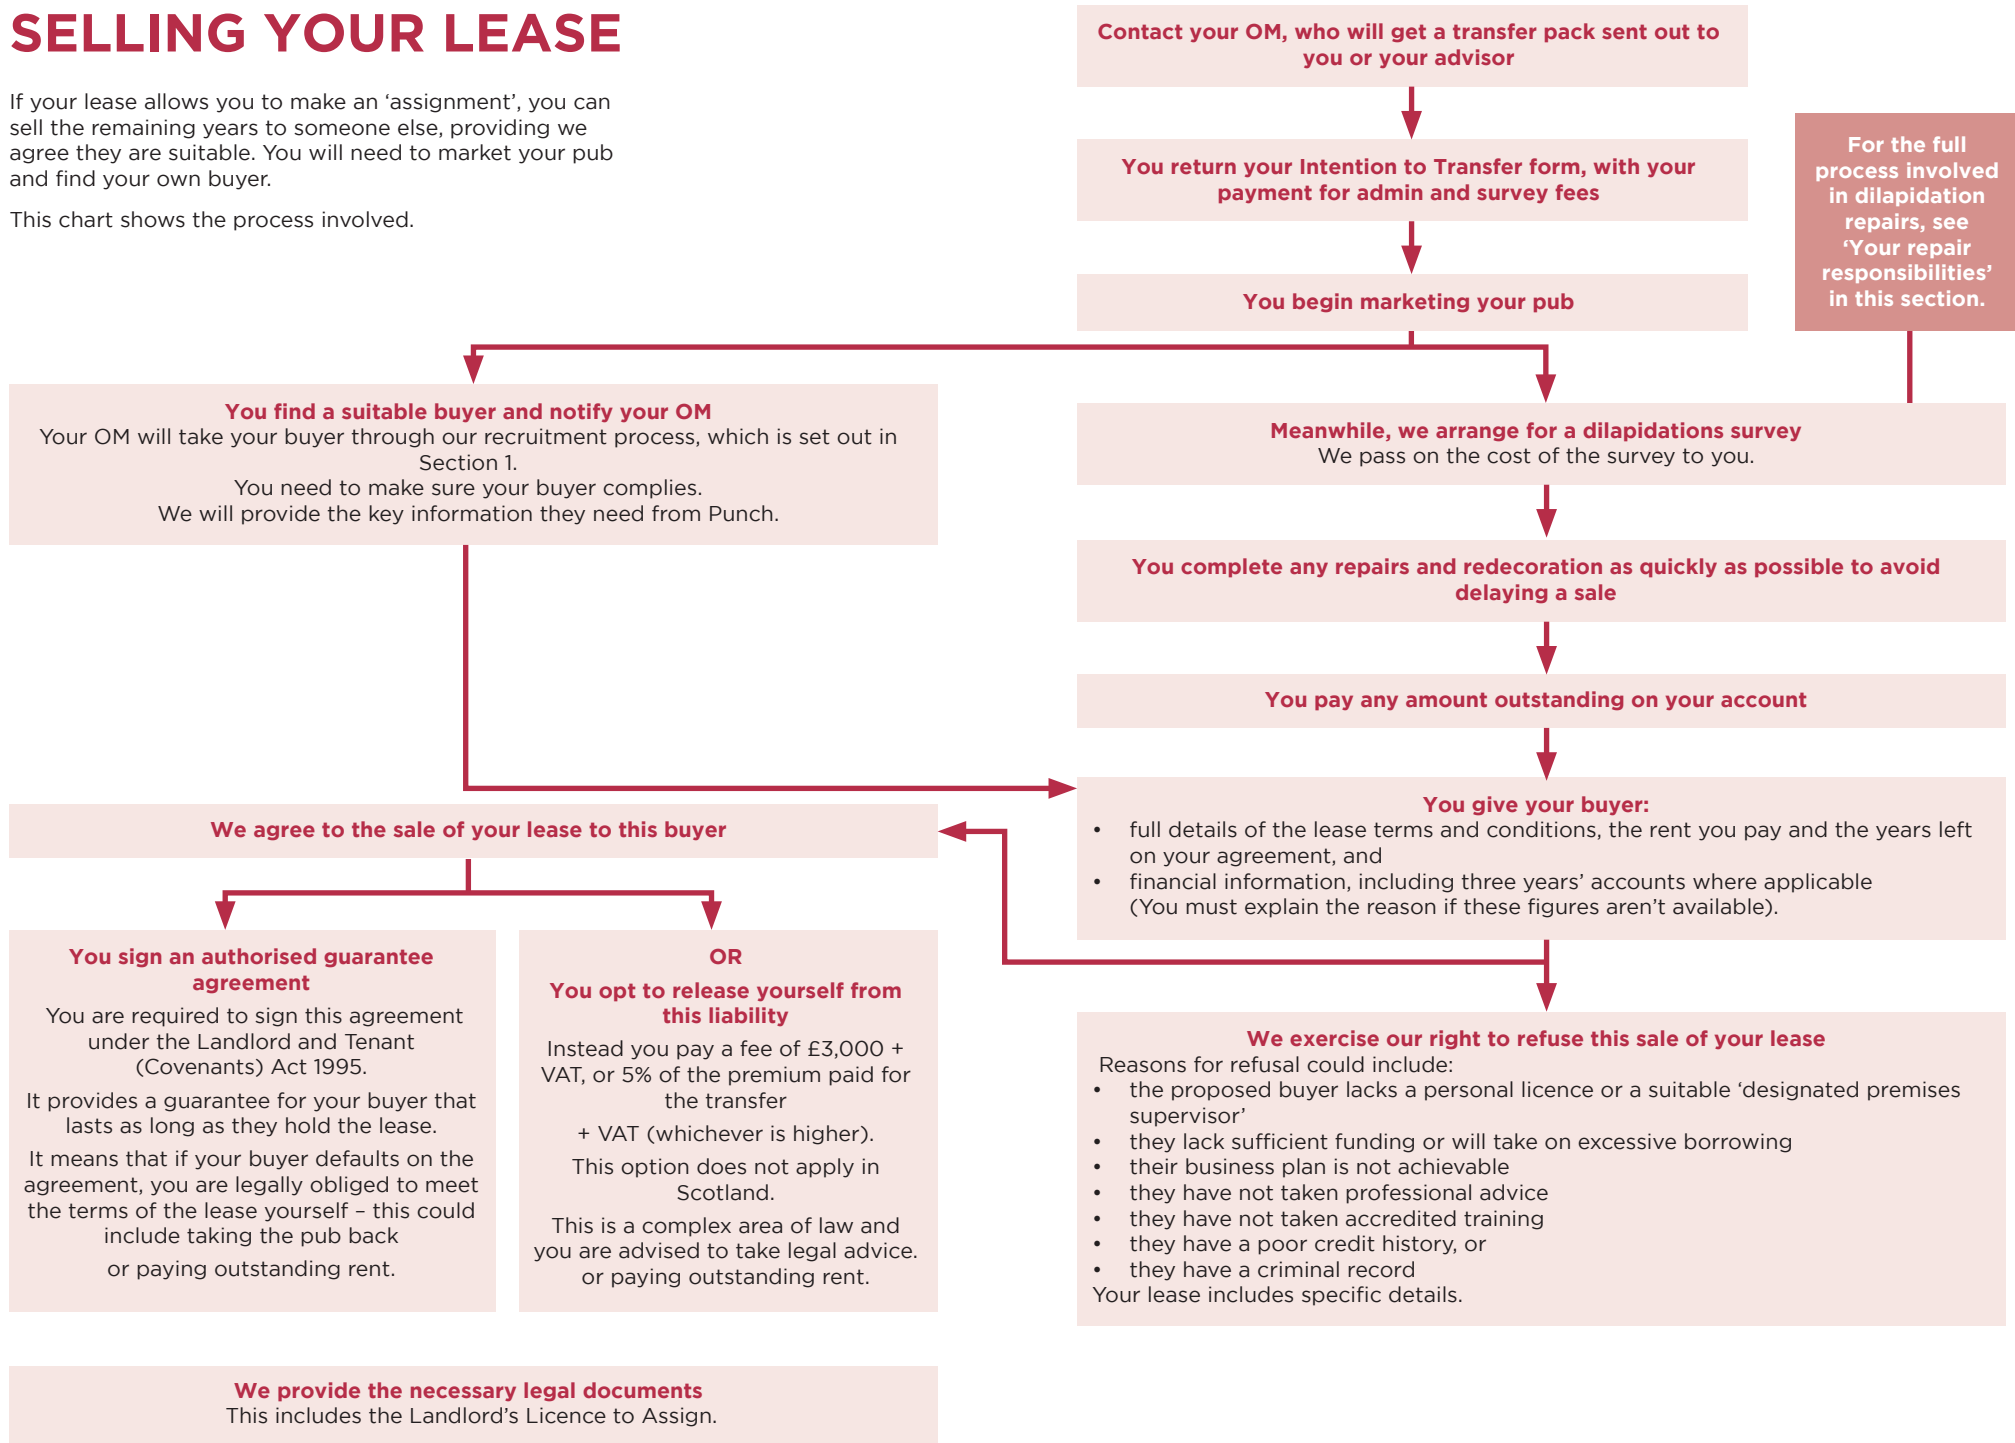 SELLING YOUR LEASE
If your lease allows you to make an ‘assignment’, you can
sell the remaining years to someone else, providing we
agree they are suitable. You will need to market your pub
and find your own buyer.
This chart shows the process involved.
Contact your OM, who will get a transfer pack sent out to
you or your advisor
You return your Intention to Transfer form, with your
payment for admin and survey fees
You begin marketing your pub
For the full
process involved
in dilapidation
repairs, see
‘Your repair
responsibilities’
in this section.
You find a suitable buyer and notify your OM
Your OM will take your buyer through our recruitment process, which is set out in
Section 1.
You need to make sure your buyer complies.
We will provide the key information they need from Punch.
Meanwhile, we arrange for a dilapidations survey
We pass on the cost of the survey to you.
You complete any repairs and redecoration as quickly as possible to avoid
delaying a sale
You pay any amount outstanding on your account
You give your buyer:
• full details of the lease terms and conditions, the rent you pay and the years left
on your agreement, and
• financial information, including three years’ accounts where applicable
(You must explain the reason if these figures aren’t available).
We agree to the sale of your lease to this buyer
You sign an authorised guarantee
agreement
You are required to sign this agreement
under the Landlord and Tenant
(Covenants) Act 1995.
It provides a guarantee for your buyer that
lasts as long as they hold the lease.
It means that if your buyer defaults on the
agreement, you are legally obliged to meet
the terms of the lease yourself – this could
include taking the pub back
or paying outstanding rent.
OR
You opt to release yourself from
this liability
Instead you pay a fee of £3,000 +
VAT, or 5% of the premium paid for
the transfer
+ VAT (whichever is higher).
This option does not apply in
Scotland.
This is a complex area of law and
you are advised to take legal advice.
or paying outstanding rent.
We exercise our right to refuse this sale of your lease
Reasons for refusal could include:
• the proposed buyer lacks a personal licence or a suitable ‘designated premises
supervisor’
• they lack sufficient funding or will take on excessive borrowing
• their business plan is not achievable
• they have not taken professional advice
• they have not taken accredited training
• they have a poor credit history, or
• they have a criminal record
Your lease includes specific details.
We provide the necessary legal documents
This includes the Landlord’s Licence to Assign.